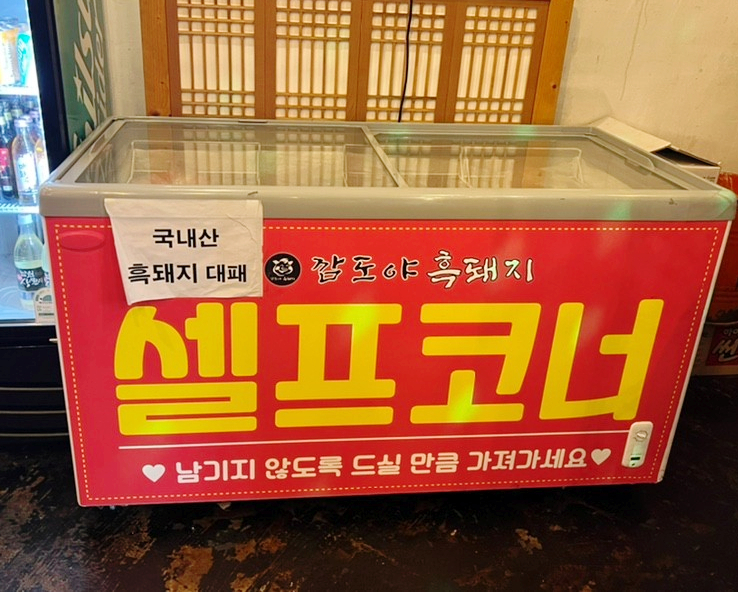 국내산
흑돼지 대패
깜도야 흑돼지
셀프코너
남기지 않도록 드실 만큼 가져가세요